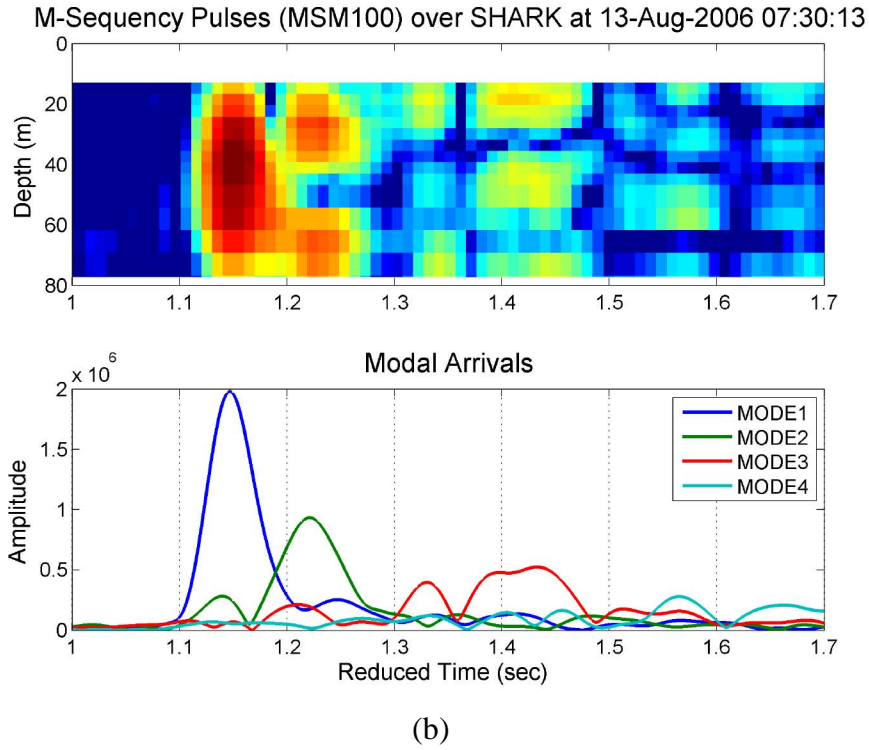 M-Sequency Pulses (MSM100) over SHARK at 13-Aug-2006 07:30:13
0
20
40
60
80
Depth (m)
1 1.1 1.2 1.3 1.4 1.5 1.6 1.7
Modal Arrivals
x 10^6
2
1.5
1
0.5
0
Amplitude
MODE1
MODE2
MODE3
MODE4
1 1.1 1.2 1.3 1.4 1.5 1.6 1.7
Reduced Time (sec)
(b)